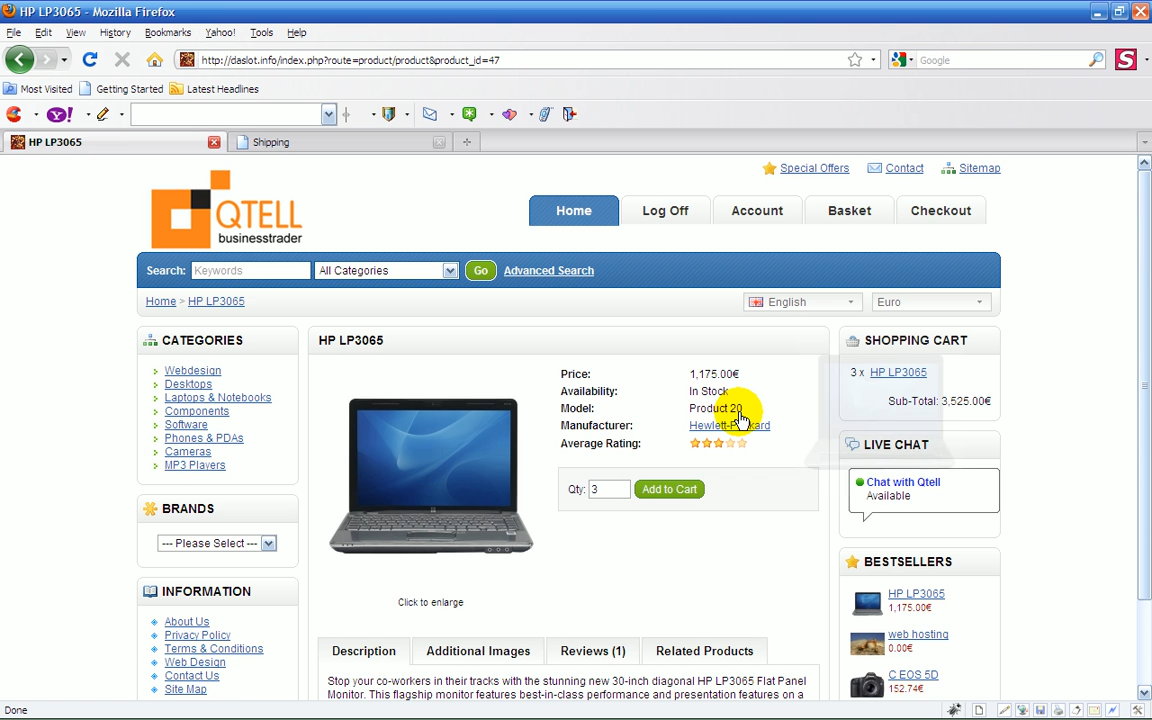 HP LP3065 - Mozilla Firefox
File Edit View History Bookmarks Yahoo! Tools Help
http://daslot.info/index.php?route=product/product&product_id=47
Google
S
Most Visited Getting Started Latest Headlines
Y!
HP LP3065 Shipping
Special Offers Contact Sitemap
QTELL
businesstrader
Home Log Off Account Basket Checkout
Search: Keywords All Categories Go Advanced Search
Home > HP LP3065
English Euro
CATEGORIES
Webdesign
Desktops
Laptops & Notebooks
Components
Software
Phones & PDAs
Cameras
MP3 Players
BRANDS
--- Please Select ---
INFORMATION
About Us
Privacy Policy
Terms & Conditions
Web Design
Contact Us
Site Map
HP LP3065
Price: 1,175.00€
Availability: In Stock
Model: Product 20
Manufacturer: Hewlett-Packard
Average Rating:
Qty: 3 Add to Cart
Click to enlarge
Description Additional Images Reviews (1) Related Products
Stop your co-workers in their tracks with the stunning new 30-inch diagonal HP LP3065 Flat Panel
Monitor. This flagship monitor features best-in-class performance and presentation features on a
SHOPPING CART
3 x HP LP3065
Sub-Total: 3,525.00€
LIVE CHAT
Chat with Qtell
Available
BESTSELLERS
HP LP3065
1,175.00€
web hosting
0.00€
C EOS 5D
152.74€
Done